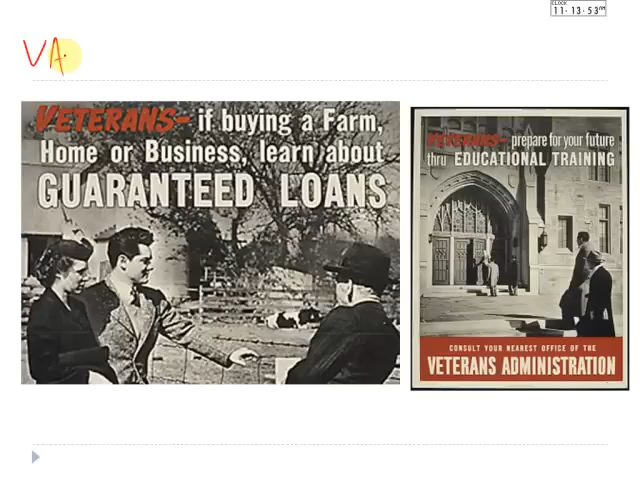 CLOCK
11:13:53
VA
VETERANS- if buying a Farm,
Home or Business, learn about
GUARANTEED LOANS
VETERANS- prepare for your future
thru EDUCATIONAL TRAINING
CONSULT YOUR NEAREST OFFICE OF THE
VETERANS ADMINISTRATION